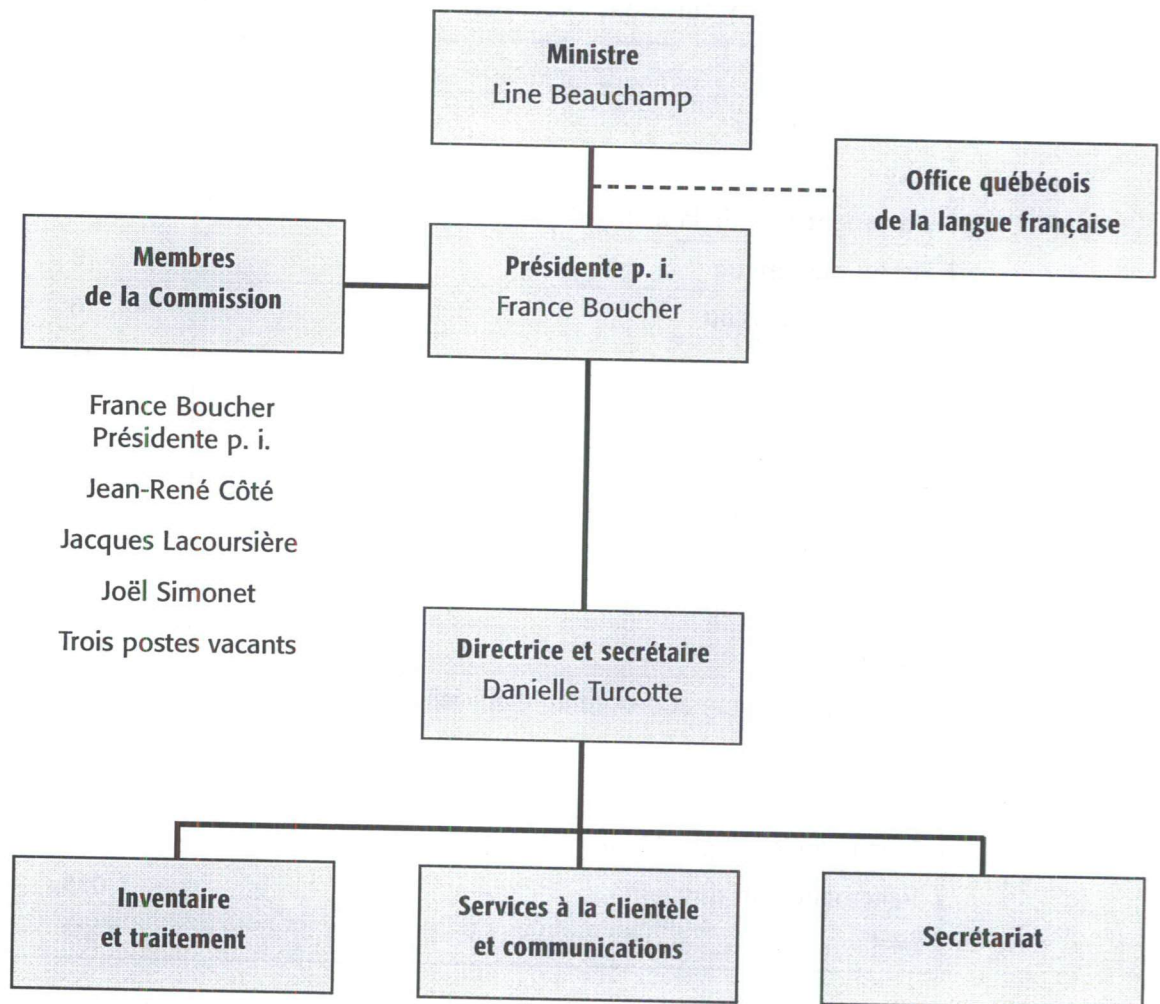 Ministre
Line Beauchamp
Office québécois
de la langue française
Membres
de la Commission
Présidente p. i.
France Boucher
France Boucher
Présidente p. i.
Jean-René Côté
Jacques Lacoursière
Joël Simonet
Trois postes vacants
Directrice et secrétaire
Danielle Turcotte
Inventaire
et traitement
Services à la clientèle
et communications
Secrétariat